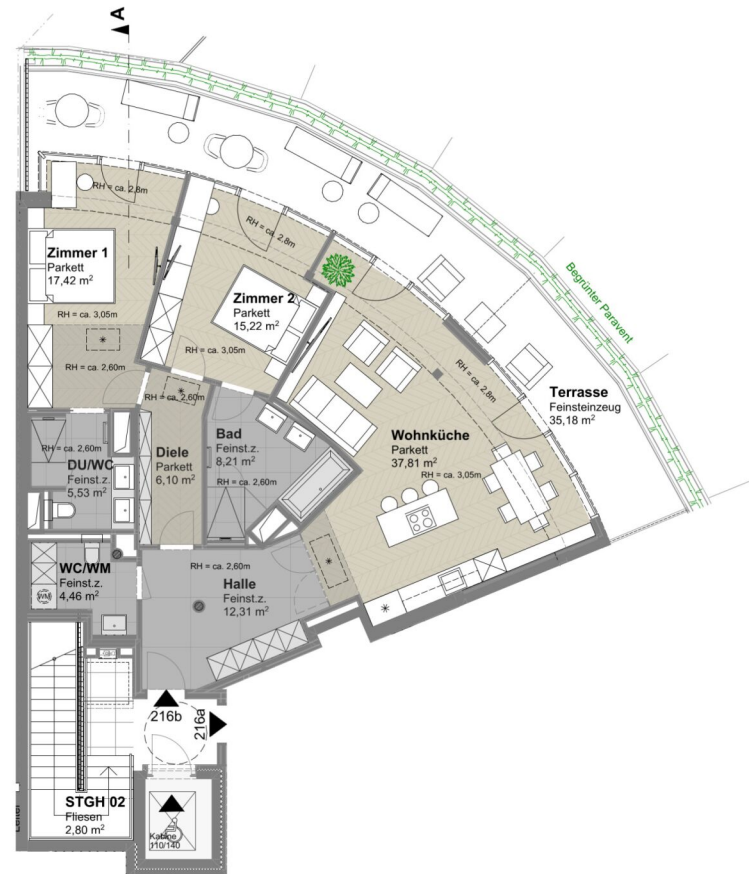 A
RH = ca. 2,8m
RH = ca. 2,8m
Zimmer 1
Parkett
17,42 m²
Zimmer 2
Parkett
15,22 m²
Begrünter Paravent
RH = ca. 3,05m
RH = ca. 3,05m
RH = ca. 2,60m
RH = ca. 2,60m
RH = ca. 2,8m
Terrasse
Feinsteinzeug
35,18 m²
RH = ca. 2,60m
DU/WC
Feinst.z.
5,53 m²
Diele
Parkett
6,10 m²
Bad
Feinst.z.
8,21 m²
RH = ca. 2,60m
Wohnküche
Parkett
37,81 m²
RH = ca. 3,05m
WC/WM
Feinst.z.
4,46 m²
WM
RH = ca. 2,60m
Halle
Feinst.z.
12,31 m²
216b
216a
STGH 02
Fliesen
2,80 m²
Kabine
110/140